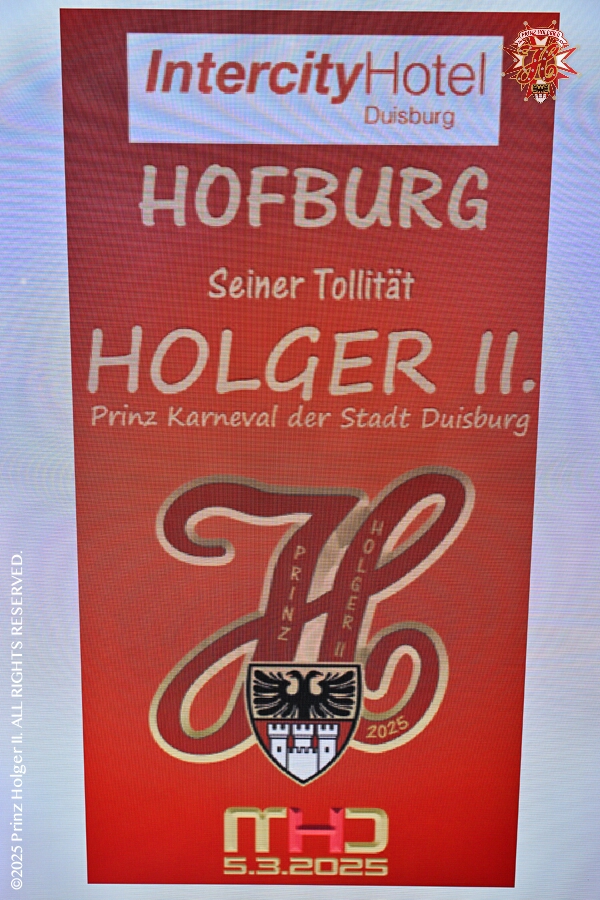 IntercityHotel
Duisburg
HOFBURG
Seiner Tollität
HOLGER II.
Prinz Karneval der Stadt Duisburg
H
PRINZ
HOLGER II
2025
MHD
5.3.2025
©2025 Prinz Holger II. ALL RIGHTS RESERVED.